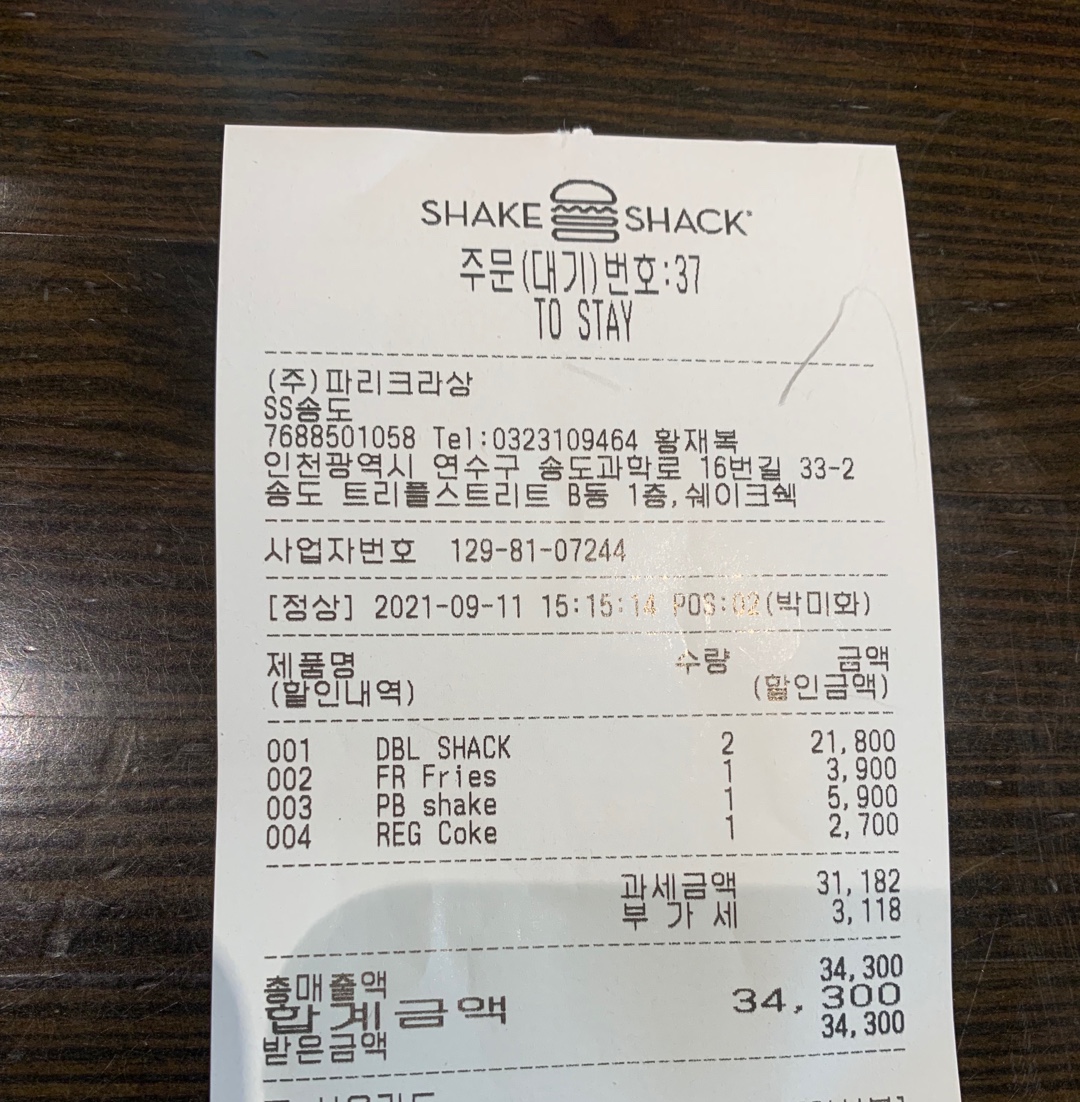 SHAKE SHACK
주문(대기)번호:37
TO STAY
(주)파리크라상
SS송도
7688501058 Tel:0323109464 황재복
인천광역시 연수구 송도과학로 16번길 33-2
송도 트리플스트리트 B동 1층,쉐이크쉑
사업자번호 129-81-07244
[정상] 2021-09-11 15:15:14 POS:02(박미화)
제품명 수량 금액
(할인내역) (할인금액)
001 DBL SHACK 2 21,800
002 FR Fries 1 3,900
003 PB shake 1 5,900
004 REG Coke 1 2,700
과세금액 31,182
부 가 세 3,118
총매출액 34,300
합계금액 34,300
받은금액 34,300